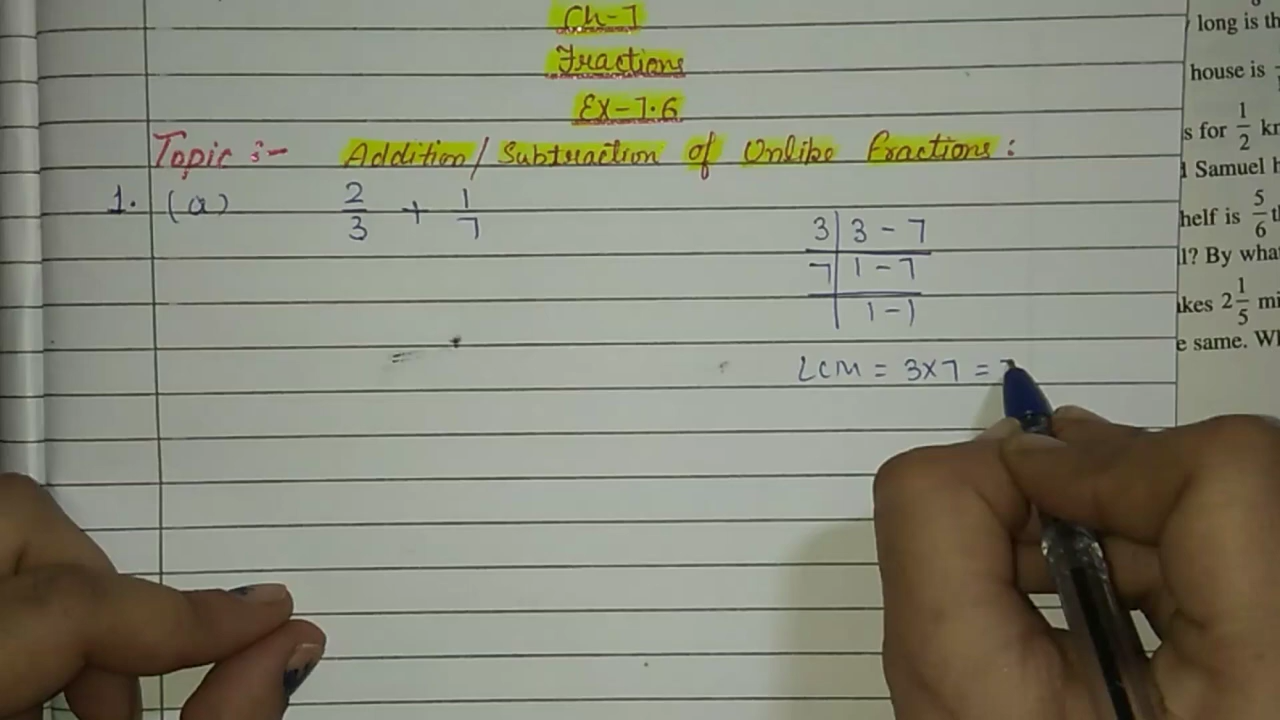 Ch-7
Fractions
Ex-7.6
Topic :- Addition/Subtraction of Unlike fractions :
1. (a) 2/3 + 1/7
3 | 3 - 7
7 | 1 - 7
| 1 - 1
=
LCM = 3×7 =
long is th
house is
s for 1/2 kr
Samuel h
helf is 5/6 t
l? By wha
akes 2 1/5 mi
e same. W